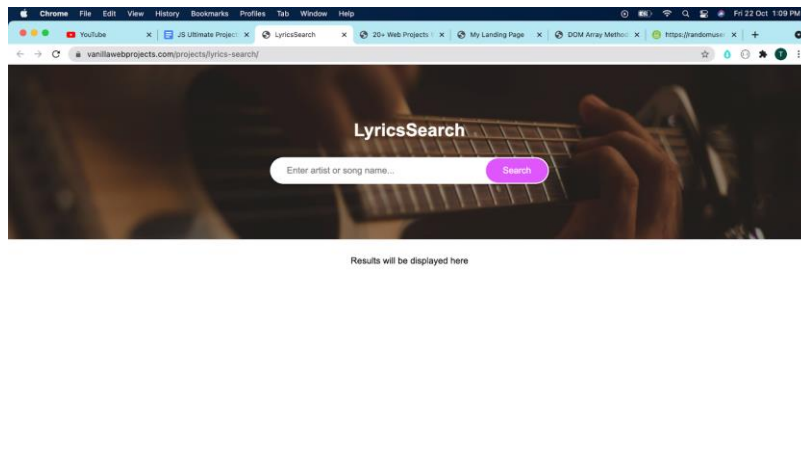 Chrome File Edit View History Bookmarks Profiles Tab Window Help Fri 22 Oct 1:09 PM
YouTube JS Ultimate Project LyricsSearch 20+ Web Projects My Landing Page DOM Array Method https://randomuser
vanillawebprojects.com/projects/lyrics-search/
LyricsSearch
Enter artist or song name... Search
Results will be displayed here